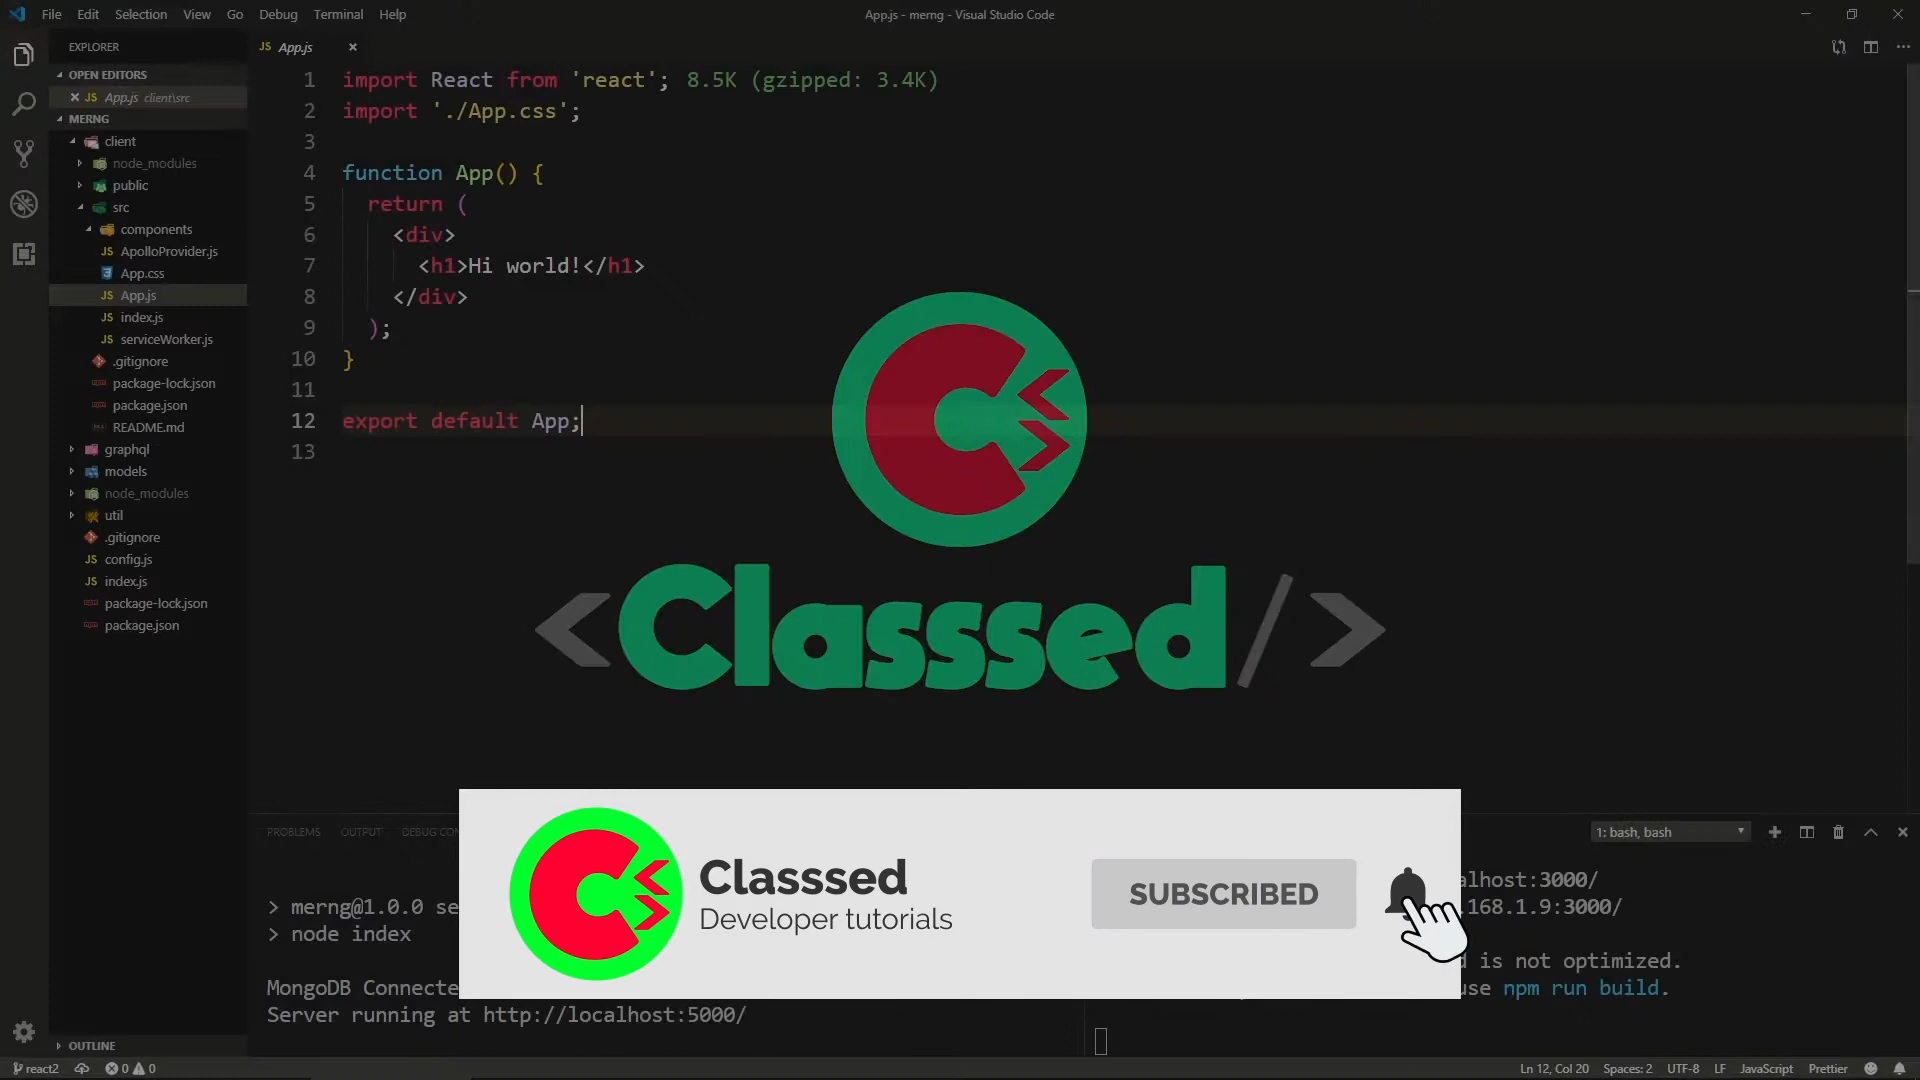 File Edit Selection View Go Debug Terminal Help
App.js - merng - Visual Studio Code
EXPLORER
OPEN EDITORS
JS App.js client\src
MERNG
client
node_modules
public
src
components
JS ApolloProvider.js
App.css
JS App.js
JS index.js
JS serviceWorker.js
.gitignore
package-lock.json
package.json
README.md
graphql
models
node_modules
util
.gitignore
JS config.js
JS index.js
package-lock.json
package.json
OUTLINE
JS App.js
1 import React from 'react'; 8.5K (gzipped: 3.4K)
2 import './App.css';
3
4 function App() {
5 return (
6 <div>
7 <h1>Hi world!</h1>
8 </div>
9 );
10 }
11
12 export default App;
13
<Classsed/>
PROBLEMS OUTPUT DEBUG CON
1: bash, bash
> merng@1.0.0 se
> node index
MongoDB Connecte
Server running at http://localhost:5000/
alhost:3000/
.168.1.9:3000/
d is not optimized.
use npm run build.
Classsed
Developer tutorials
SUBSCRIBED
react2 0 0
Ln 12, Col 20 Spaces: 2 UTF-8 LF JavaScript Prettier